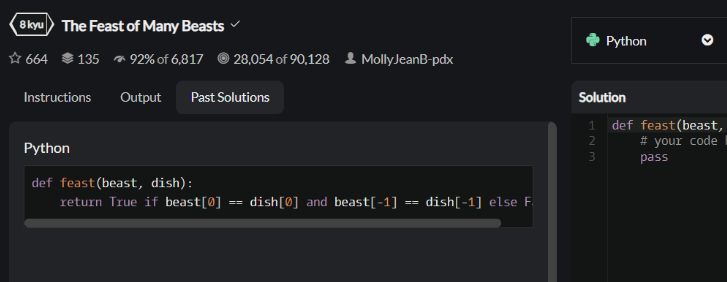 8 kyu The Feast of Many Beasts
664 135 92% of 6,817 28,054 of 90,128 MollyJeanB-pdx
Instructions Output Past Solutions
Python
def feast(beast, dish):
return True if beast[0] == dish[0] and beast[-1] == dish[-1] else
Python
Solution
1 def feast(beast,
2 # your code
3 pass